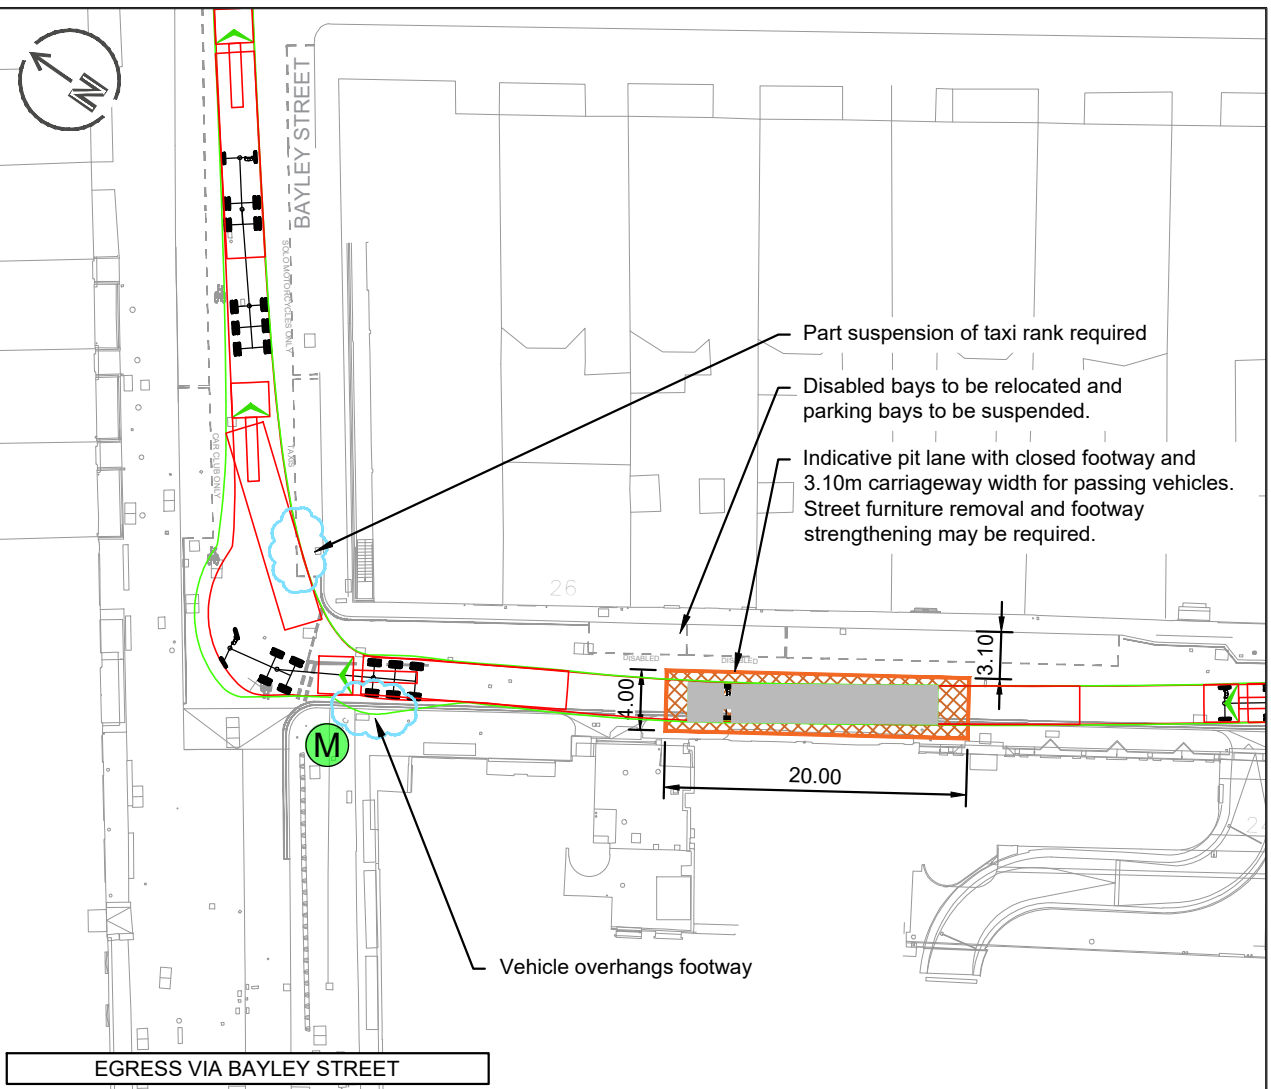 N
BAYLEY STREET
SOLO MOTORCYCLES ONLY
Part suspension of taxi rank required
Disabled bays to be relocated and
parking bays to be suspended.
Indicative pit lane with closed footway and
3.10m carriageway width for passing vehicles.
Street furniture removal and footway
strengthening may be required.
CAR CLUB ONLY
TAXIS
26
DISABLED
DISABLED
3.10
4.00
M
20.00
Vehicle overhangs footway
EGRESS VIA BAYLEY STREET